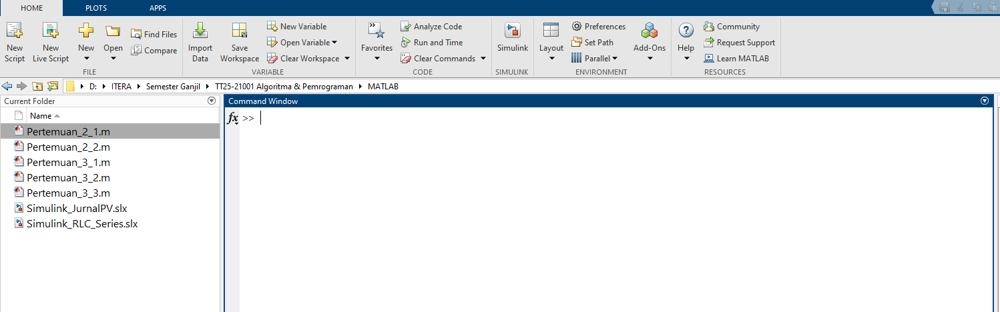 HOME PLOTS APPS
New Script
New Live Script
New
Open
Find Files
Compare
FILE
Import Data
Save Workspace
New Variable
Open Variable
Clear Workspace
VARIABLE
Favorites
Analyze Code
Run and Time
Clear Commands
CODE
Simulink
SIMULINK
Layout
Preferences
Set Path
Parallel
Add-Ons
ENVIRONMENT
Help
Community
Request Support
Learn MATLAB
RESOURCES
D: ITERA Semester Ganjil TT25-21001 Algoritma & Pemrograman MATLAB
Current Folder
Name
Pertemuan_2_1.m
Pertemuan_2_2.m
Pertemuan_3_1.m
Pertemuan_3_2.m
Pertemuan_3_3.m
Simulink_JurnalPV.slx
Simulink_RLC_Series.slx
Command Window
fx >>